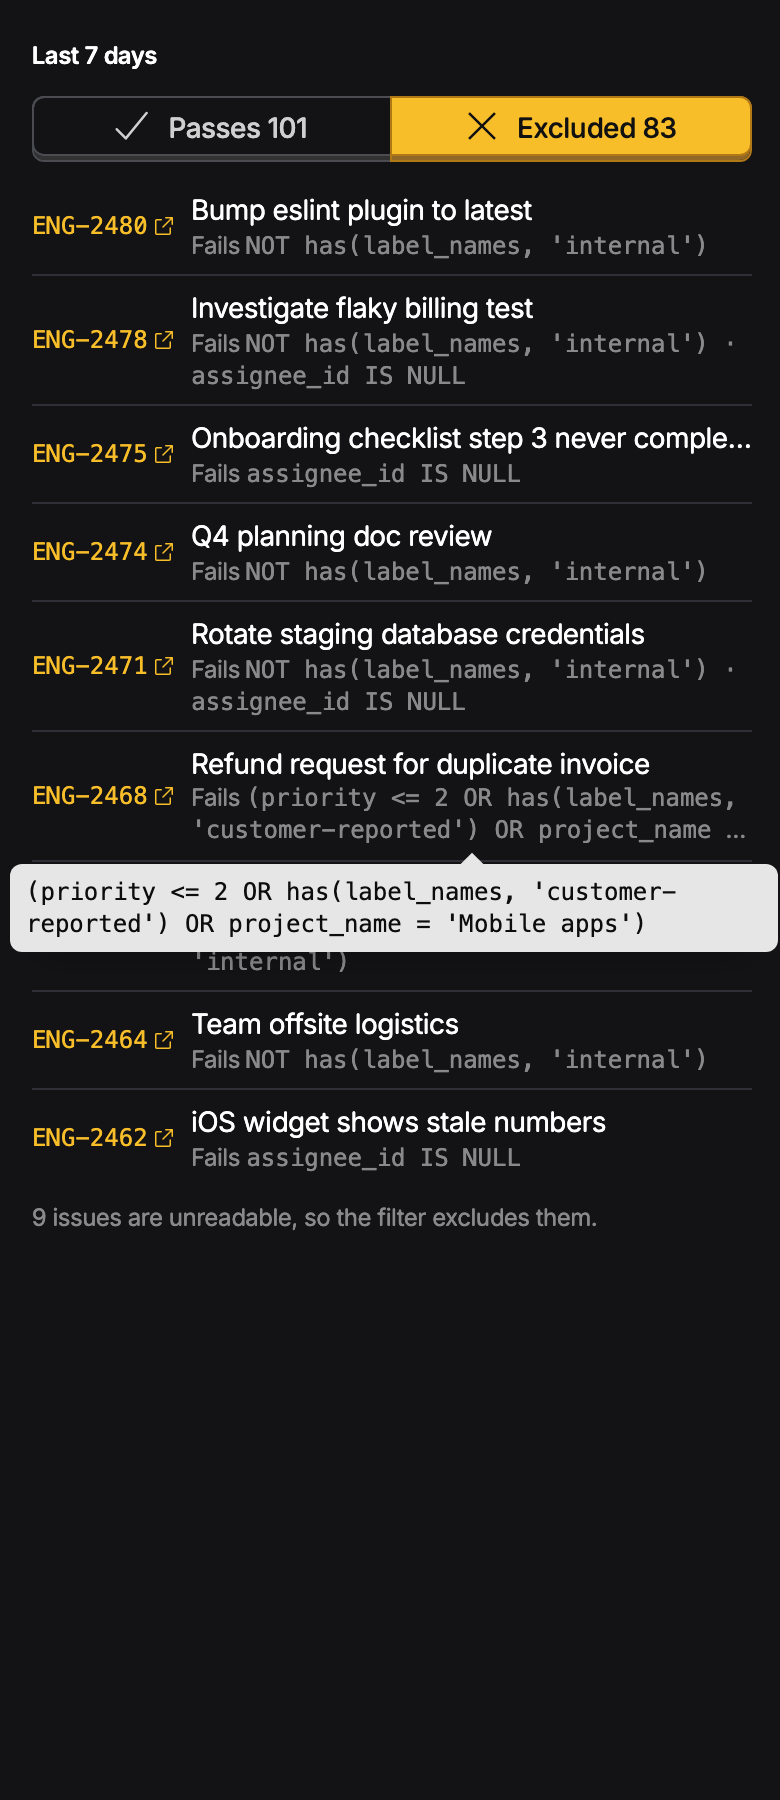 Last 7 days
Passes 101
Excluded 83
ENG-2480
Bump eslint plugin to latest
Fails NOT has(label_names, 'internal')
ENG-2478
Investigate flaky billing test
Fails NOT has(label_names, 'internal') ·
assignee_id IS NULL
ENG-2475
Onboarding checklist step 3 never comple...
Fails assignee_id IS NULL
ENG-2474
Q4 planning doc review
Fails NOT has(label_names, 'internal')
ENG-2471
Rotate staging database credentials
Fails NOT has(label_names, 'internal') ·
assignee_id IS NULL
ENG-2468
Refund request for duplicate invoice
Fails (priority <= 2 OR has(label_names,
'customer-reported') OR project_name ...
(priority <= 2 OR has(label_names, 'customer-
reported') OR project_name = 'Mobile apps')
'internal')
ENG-2464
Team offsite logistics
Fails NOT has(label_names, 'internal')
ENG-2462
iOS widget shows stale numbers
Fails assignee_id IS NULL
9 issues are unreadable, so the filter excludes them.